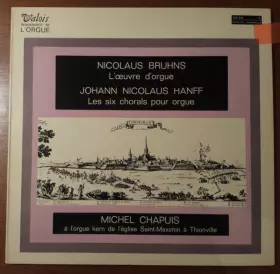 Valois
L'ORGUE
NICOLAUS BRUHNS
L'œuvre d'orgue
JOHANN NICOLAUS HANFF
Les six chorals pour orgue
MICHEL CHAPUIS
à l'orgue kern de l'église Saint-Maximin à Thionville